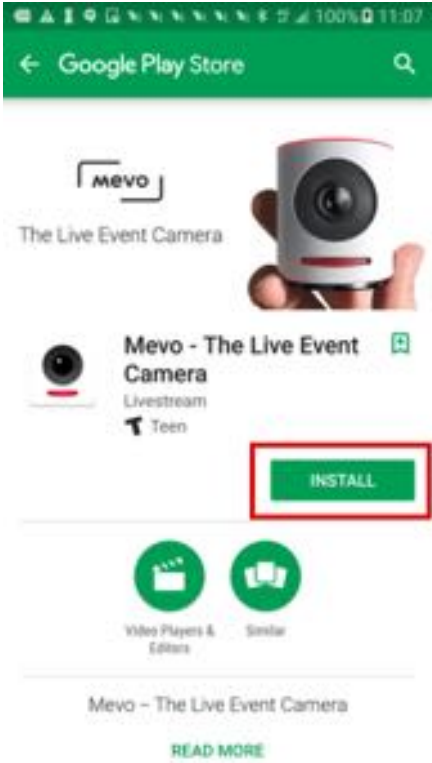 100% 11:07
Google Play Store
mevo
The Live Event Camera
Mevo - The Live Event
Camera
Livestream
Teen
INSTALL
Video Players &
Editors
Similar
Mevo – The Live Event Camera
READ MORE